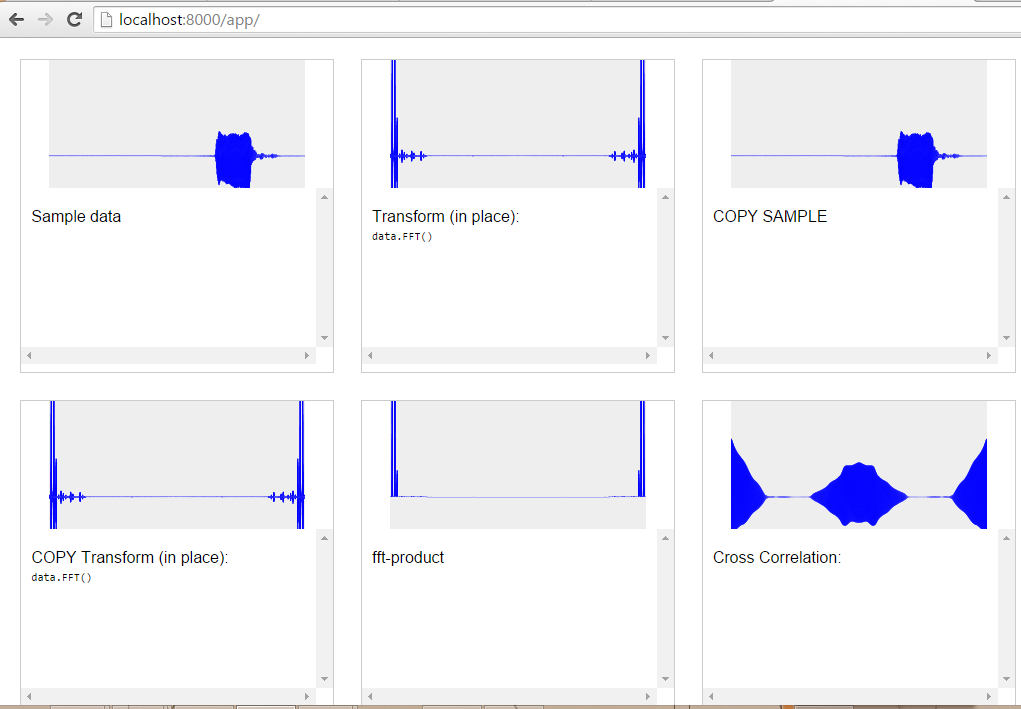 localhost:8000/app/
Sample data
Transform (in place):
data.FFT()
COPY SAMPLE
COPY Transform (in place):
data.FFT()
fft-product
Cross Correlation: